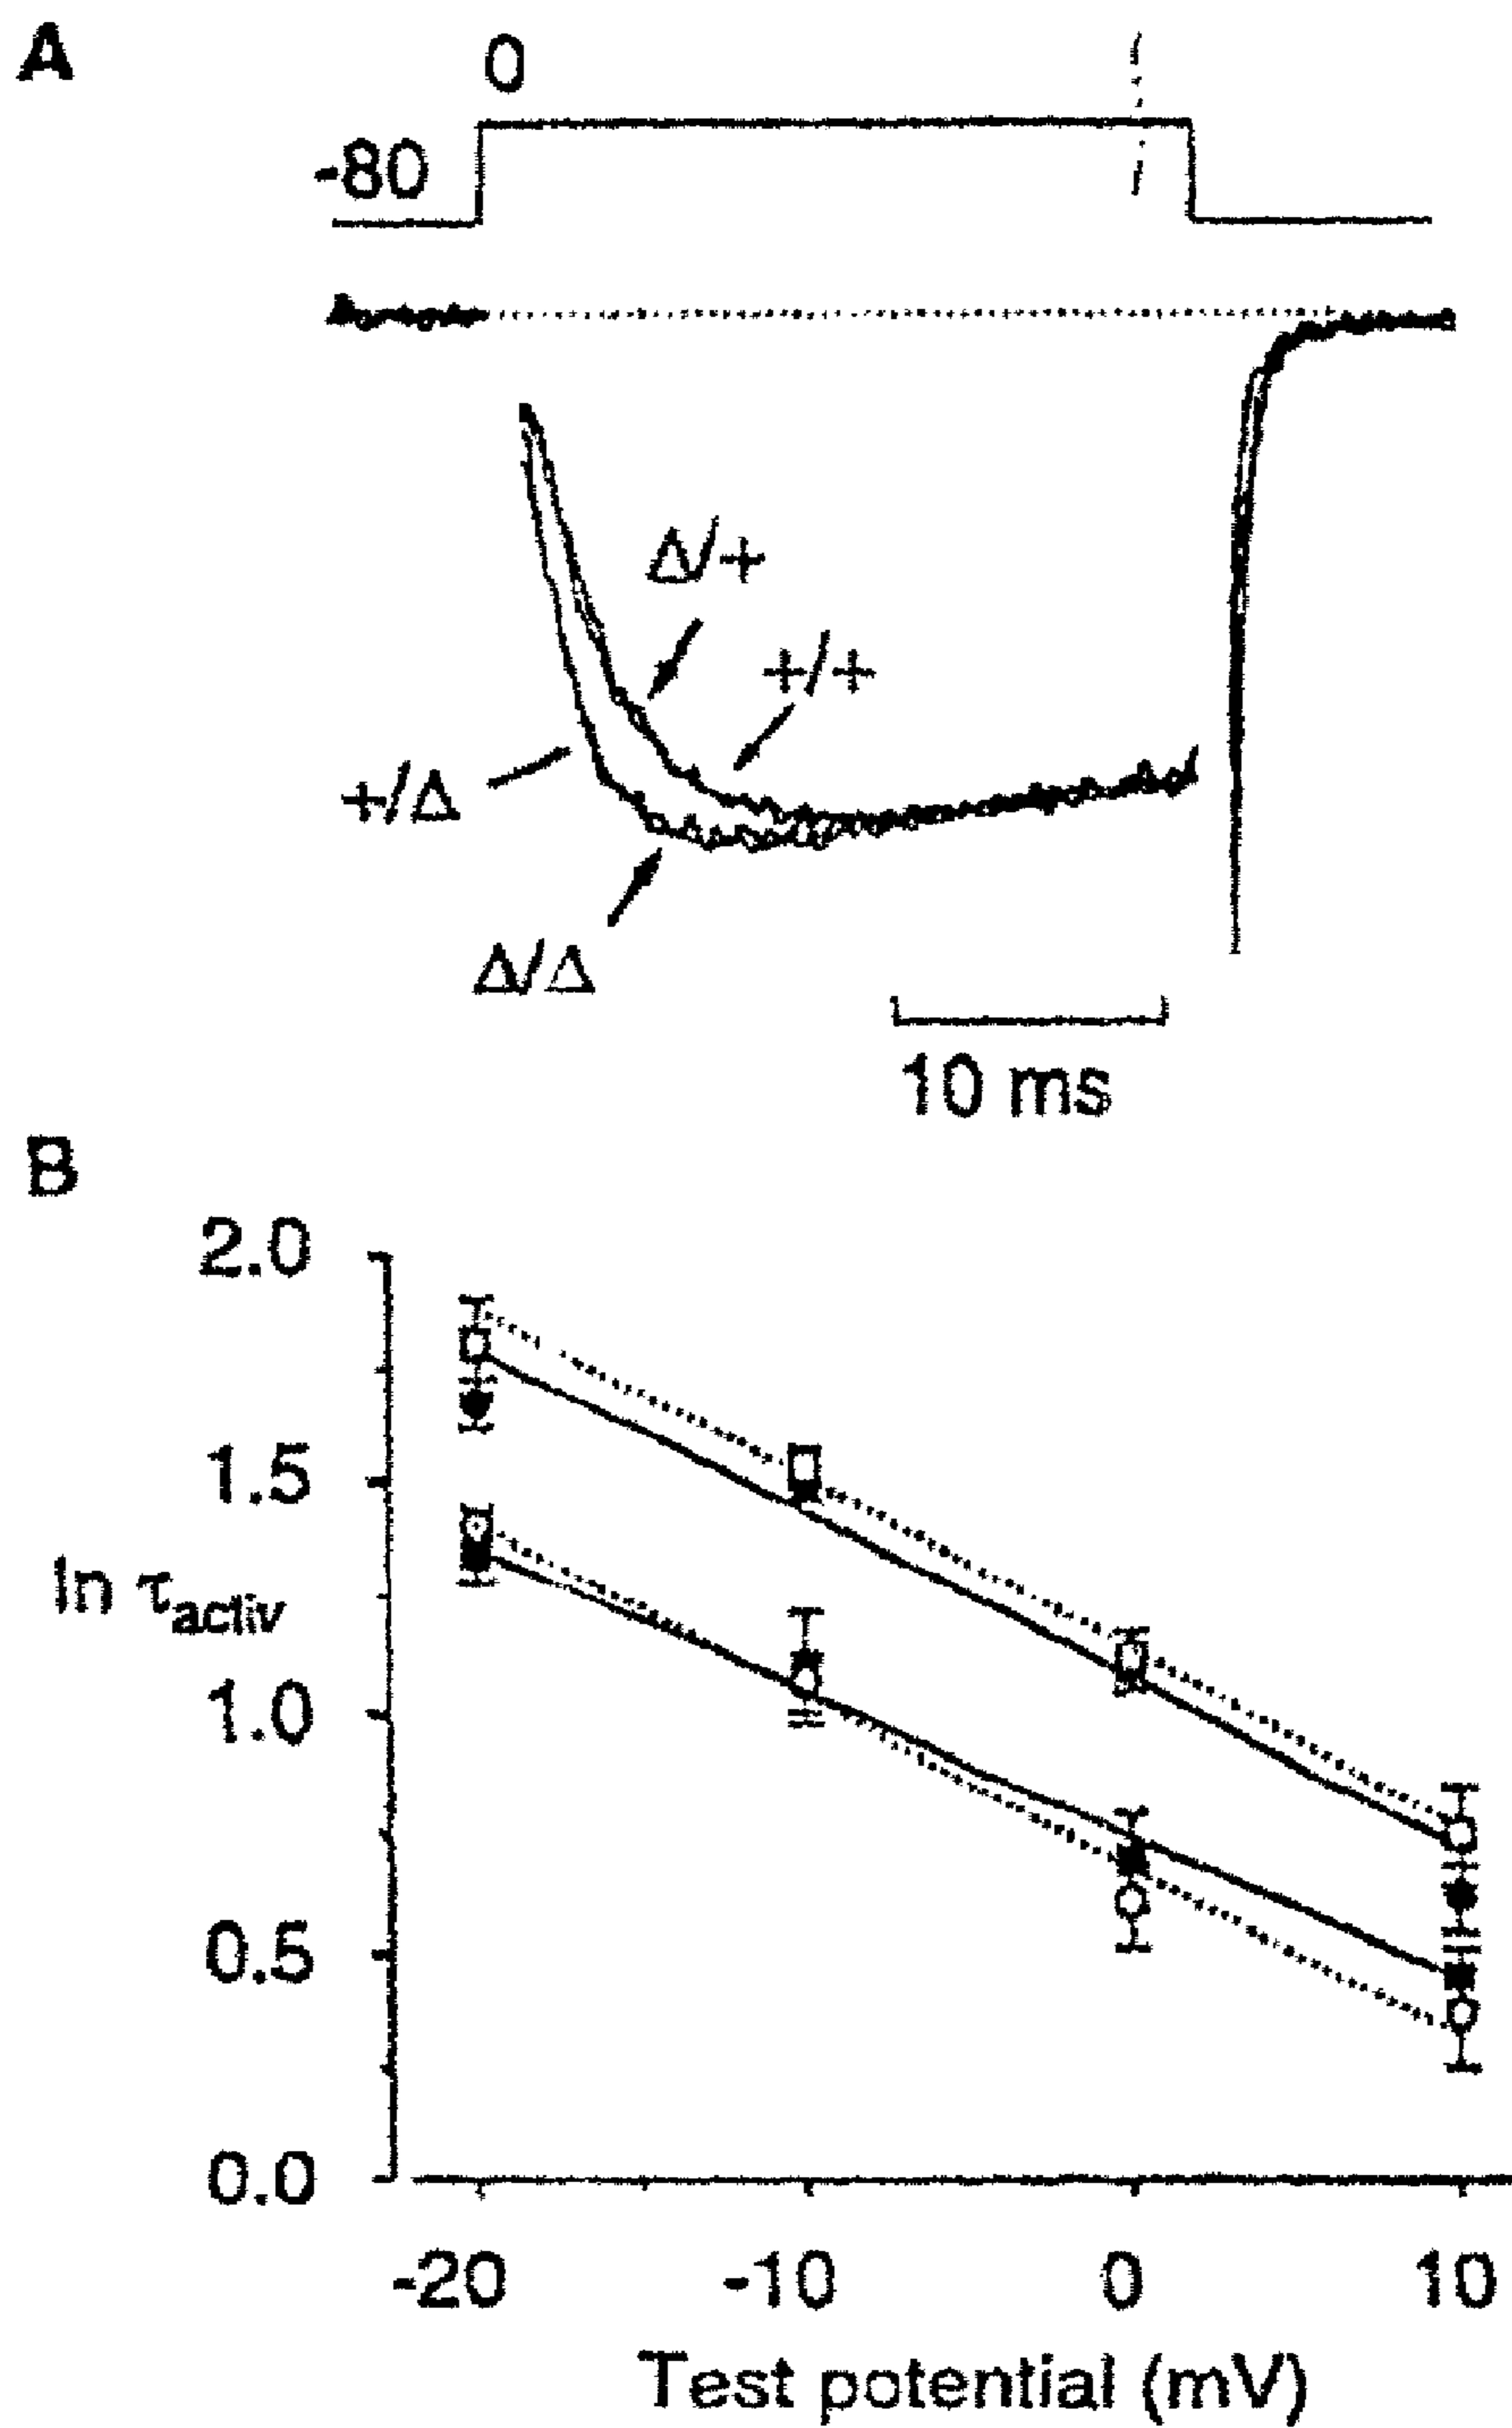 A
0
-80
Δ/+
+/+
+/Δ
Δ/Δ
10 ms
B
2.0
1.5
ln τactiv
1.0
0.5
0.0
-20 -10 0 10
Test potential (mV)